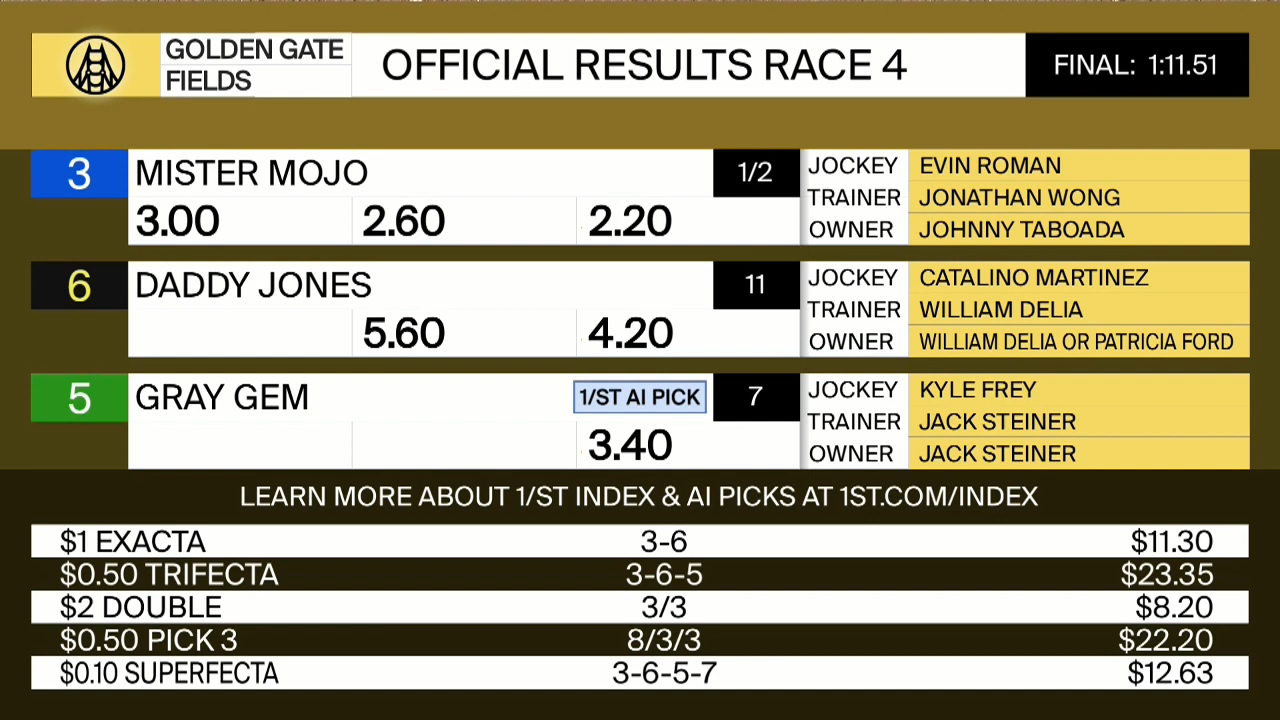 GOLDEN GATE
FIELDS
OFFICIAL RESULTS RACE 4
FINAL: 1:11.51
3 MISTER MOJO 1/2
3.00 2.60 2.20
JOCKEY EVIN ROMAN
TRAINER JONATHAN WONG
OWNER JOHNNY TABOADA
6 DADDY JONES 11
5.60 4.20
JOCKEY CATALINO MARTINEZ
TRAINER WILLIAM DELIA
OWNER WILLIAM DELIA OR PATRICIA FORD
5 GRAY GEM 1/ST AI PICK 7
3.40
JOCKEY KYLE FREY
TRAINER JACK STEINER
OWNER JACK STEINER
LEARN MORE ABOUT 1/ST INDEX & AI PICKS AT 1ST.COM/INDEX
$1 EXACTA 3-6 $11.30
$0.50 TRIFECTA 3-6-5 $23.35
$2 DOUBLE 3/3 $8.20
$0.50 PICK 3 8/3/3 $22.20
$0.10 SUPERFECTA 3-6-5-7 $12.63